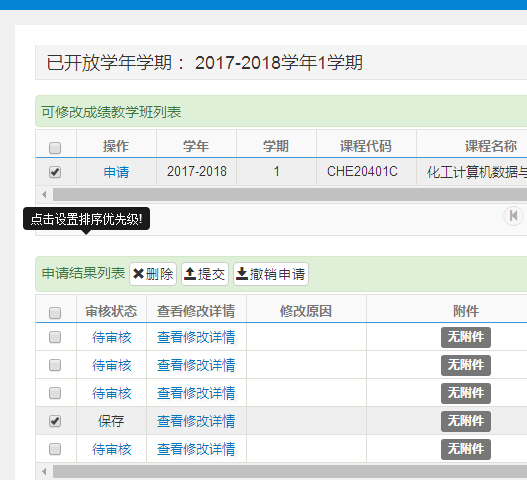 已开放学年学期： 2017-2018学年1学期
可修改成绩教学班列表
操作 学年 学期 课程代码 课程名称
申请 2017-2018 1 CHE20401C 化工计算机数据与
点击设置排序优先级!
申请结果列表 删除 提交 撤销申请
审核状态 查看修改详情 修改原因 附件
待审核 查看修改详情 无附件
待审核 查看修改详情 无附件
待审核 查看修改详情 无附件
保存 查看修改详情 无附件
待审核 查看修改详情 无附件